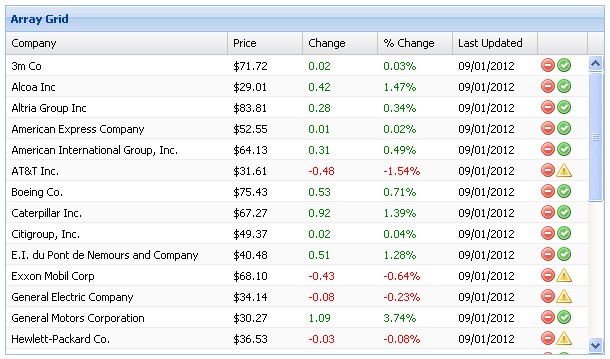 Array Grid
Company Price Change % Change Last Updated
3m Co $71.72 0.02 0.03% 09/01/2012
Alcoa Inc $29.01 0.42 1.47% 09/01/2012
Altria Group Inc $83.81 0.28 0.34% 09/01/2012
American Express Company $52.55 0.01 0.02% 09/01/2012
American International Group, Inc. $64.13 0.31 0.49% 09/01/2012
AT&T Inc. $31.61 -0.48 -1.54% 09/01/2012
Boeing Co. $75.43 0.53 0.71% 09/01/2012
Caterpillar Inc. $67.27 0.92 1.39% 09/01/2012
Citigroup, Inc. $49.37 0.02 0.04% 09/01/2012
E.I. du Pont de Nemours and Company $40.48 0.51 1.28% 09/01/2012
Exxon Mobil Corp $68.10 -0.43 -0.64% 09/01/2012
General Electric Company $34.14 -0.08 -0.23% 09/01/2012
General Motors Corporation $30.27 1.09 3.74% 09/01/2012
Hewlett-Packard Co. $36.53 -0.03 -0.08% 09/01/2012